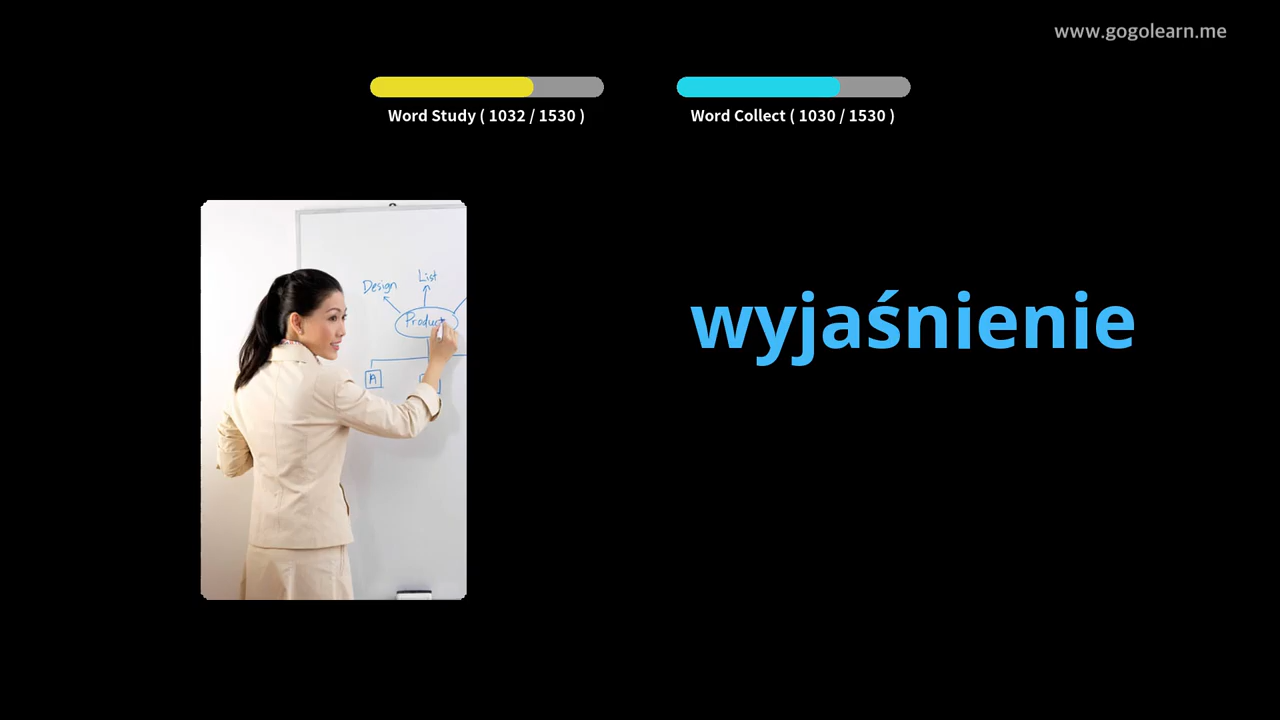 www.gogolearn.me
Word Study ( 1032 / 1530 )
Word Collect ( 1030 / 1530 )
List
Design
Product
wyjaśnienie
A